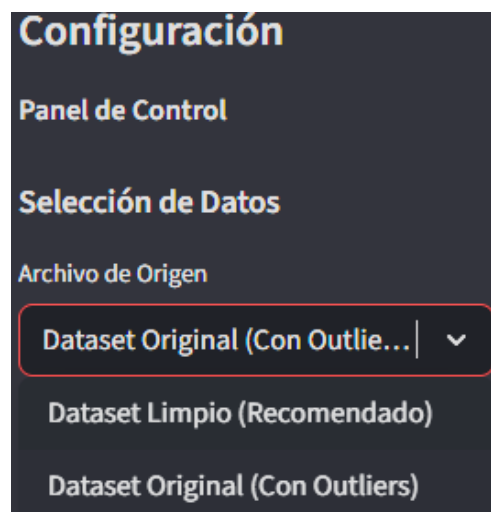 Configuración
Panel de Control
Selección de Datos
Archivo de Origen
Dataset Original (Con Outlie...
Dataset Limpio (Recomendado)
Dataset Original (Con Outliers)